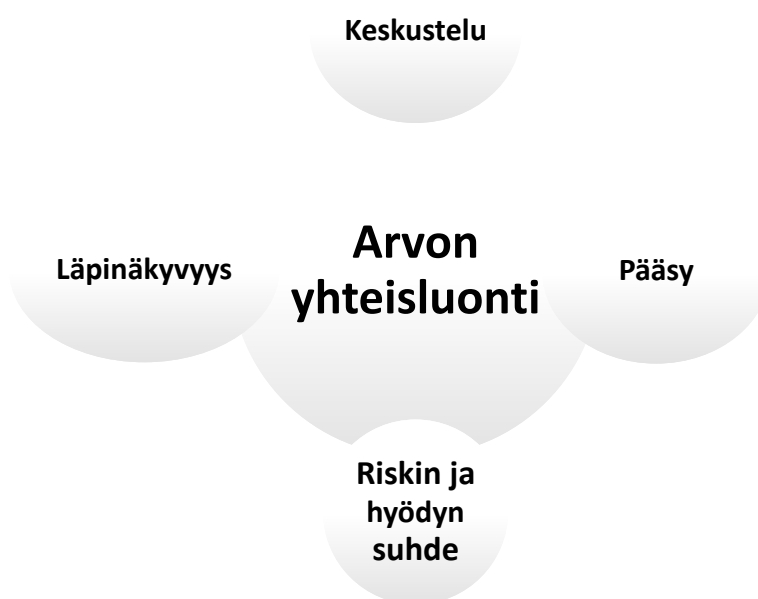 Keskustelu
Läpinäkyvyys
Arvon
yhteisluonti
Pääsy
Riskin ja
hyödyn
suhde